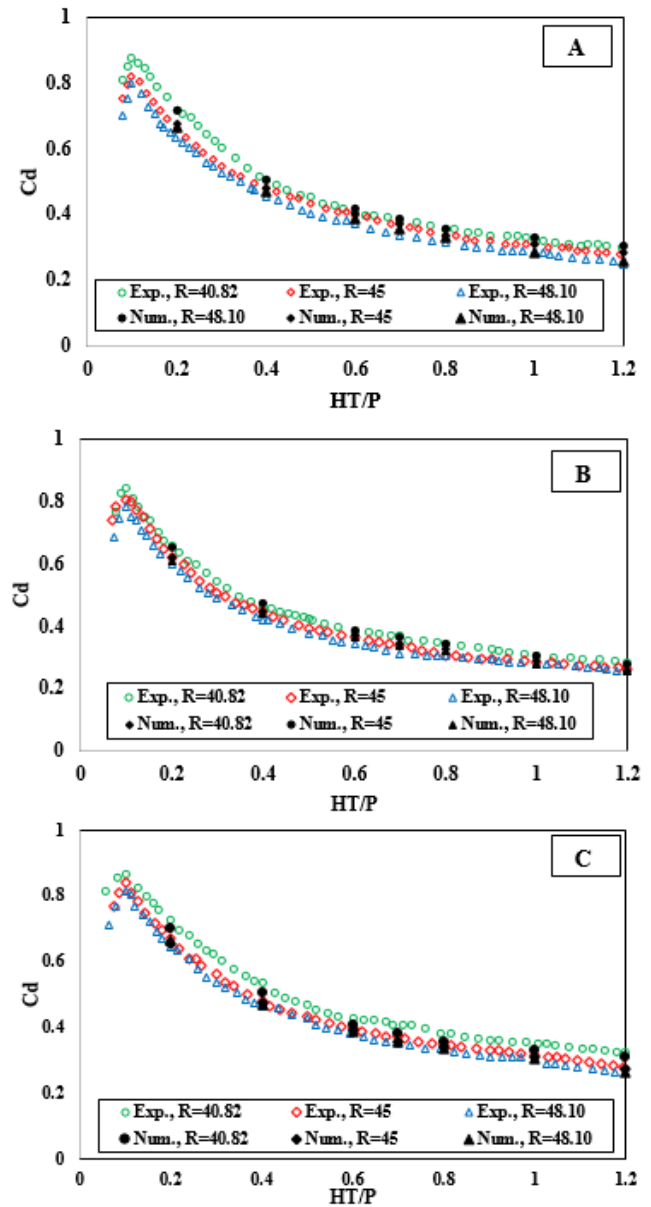 A
1
0.8
0.6
0.4
0.2
0
Cd
Exp., R=40.82 Exp., R=45 Exp., R=48.10
Num., R=48.10 Num., R=45 Num., R=48.10
0 0.2 0.4 0.6 0.8 1 1.2
HT/P
B
1
0.8
0.6
0.4
0.2
0
Cd
Exp., R=40.82 Exp., R=45 Exp., R=48.10
Num., R=40.82 Num., R=45 Num., R=48.10
0 0.2 0.4 0.6 0.8 1 1.2
HT/P
C
1
0.8
0.6
0.4
0.2
0
Cd
Exp., R=40.82 Exp., R=45 Exp., R=48.10
Num., R=40.82 Num., R=45 Num., R=48.10
0 0.2 0.4 0.6 0.8 1 1.2
HT/P